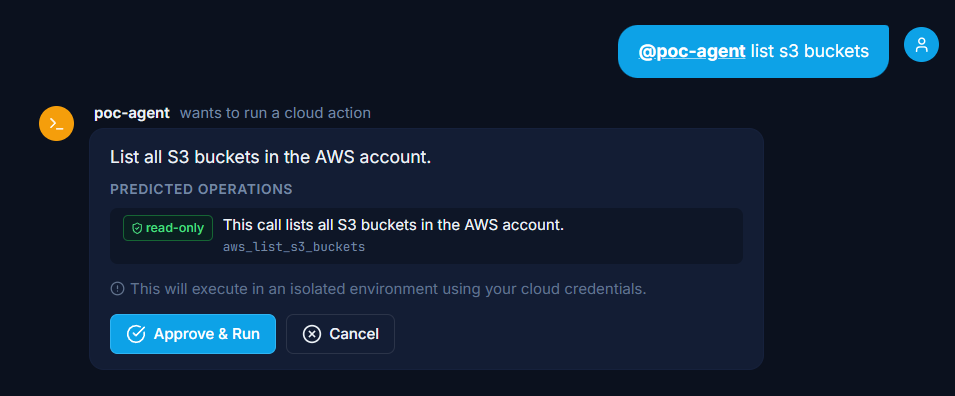 @poc-agent list s3 buckets
poc-agent wants to run a cloud action
List all S3 buckets in the AWS account.
PREDICTED OPERATIONS
read-only This call lists all S3 buckets in the AWS account.
aws_list_s3_buckets
This will execute in an isolated environment using your cloud credentials.
Approve & Run Cancel